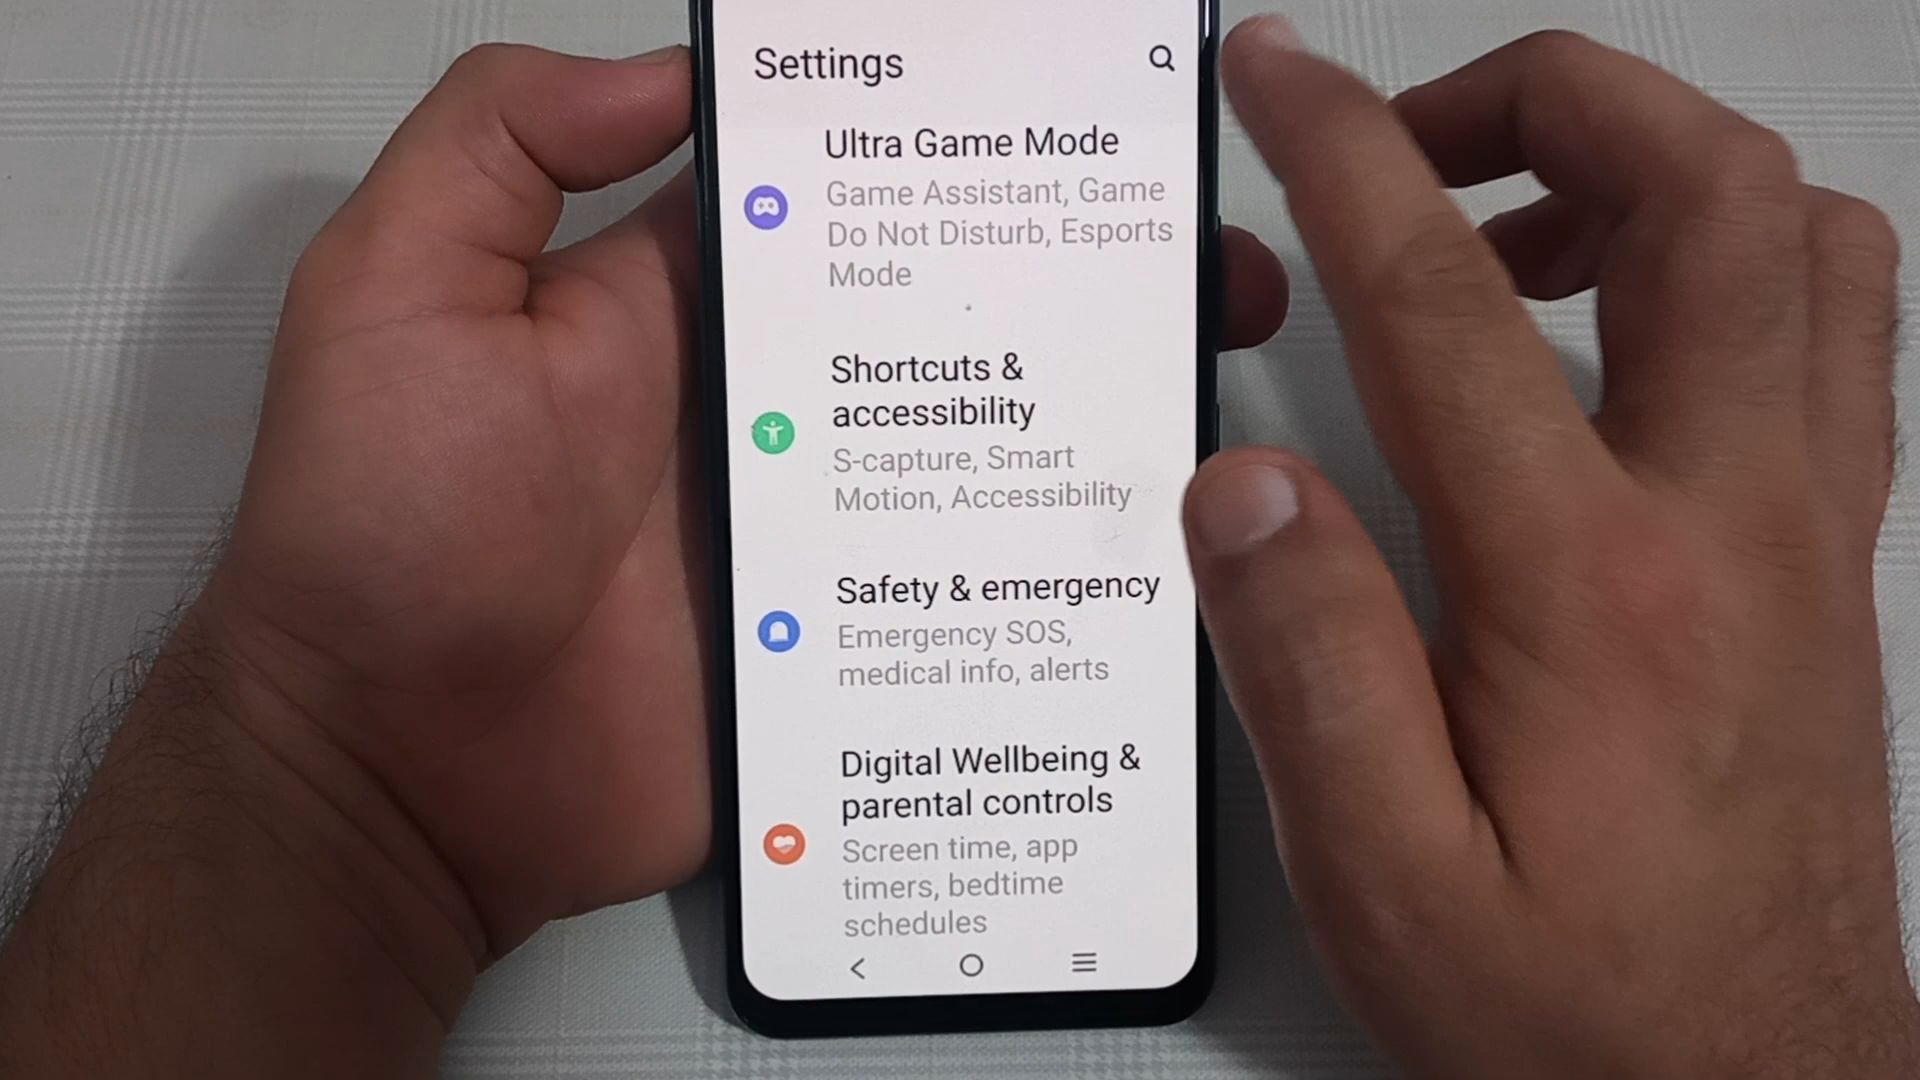 Settings
Ultra Game Mode
Game Assistant, Game
Do Not Disturb, Esports
Mode
Shortcuts &
accessibility
S-capture, Smart
Motion, Accessibility
Safety & emergency
Emergency SOS,
medical info, alerts
Digital Wellbeing &
parental controls
Screen time, app
timers, bedtime
schedules